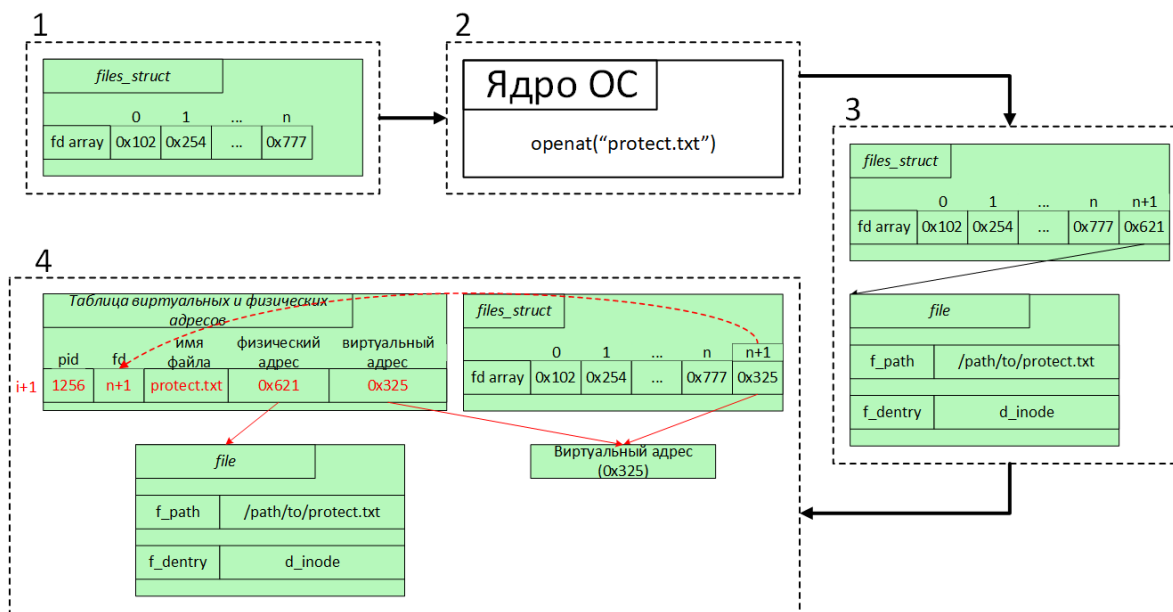 1
files_struct
0 1 ... n
fd array 0x102 0x254 ... 0x777
2
Ядро ОС
openat(“protect.txt”)
3
files_struct
0 1 ... n n+1
fd array 0x102 0x254 ... 0x777 0x621
file
f_path /path/to/protect.txt
f_dentry d_inode
4
Таблица виртуальных и физических
адресов
pid fd имя файла физический адрес виртуальный адрес
i+1 1256 n+1 protect.txt 0x621 0x325
files_struct
0 1 ... n n+1
fd array 0x102 0x254 ... 0x777 0x325
file
f_path /path/to/protect.txt
f_dentry d_inode
Виртуальный адрес
(0x325)